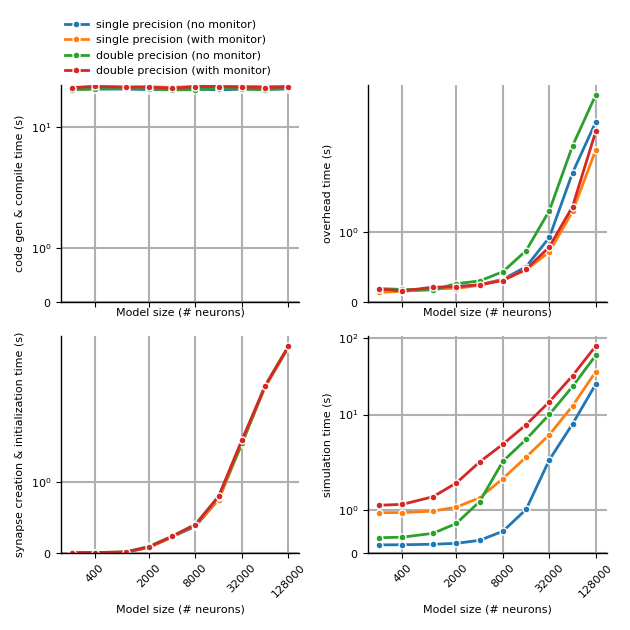 single precision (no monitor)
single precision (with monitor)
double precision (no monitor)
double precision (with monitor)
code gen & compile time (s)
10¹
10⁰
0
Model size (# neurons)
overhead time (s)
10⁰
0
Model size (# neurons)
synapse creation & initialization time (s)
10⁰
0
400
2000
8000
32000
128000
Model size (# neurons)
simulation time (s)
10²
10¹
10⁰
0
400
2000
8000
32000
128000
Model size (# neurons)